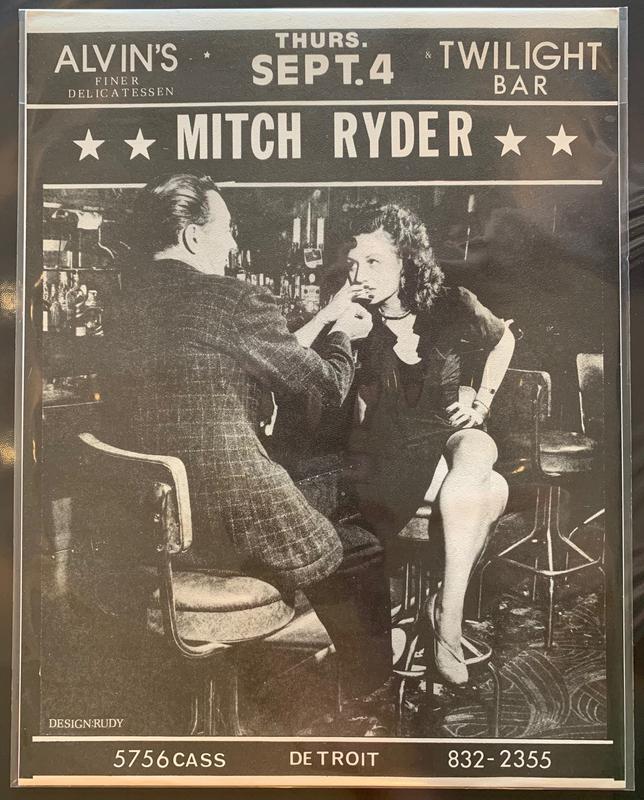 ALVIN'S
FINER
DELICATESSEN
THURS.
SEPT. 4
& TWILIGHT
BAR
MITCH RYDER
DESIGN:RUDY
5756 CASS DETROIT 832-2355